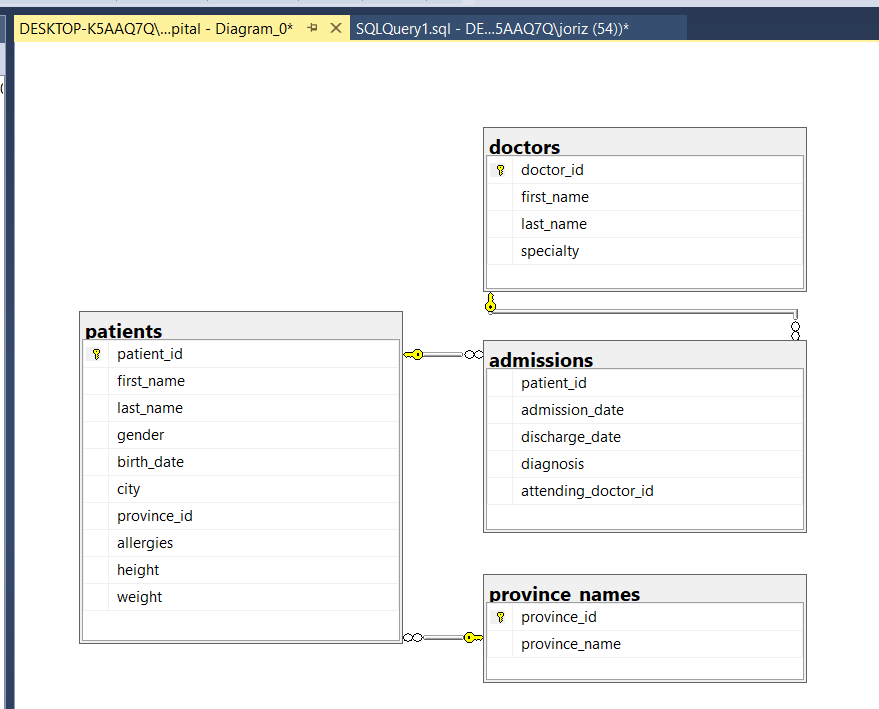 DESKTOP-K5AAQ7Q\...pital - Diagram_0*
SQLQuery1.sql - DE...5AAQ7Q\joriz (54))*
doctors
doctor_id
first_name
last_name
specialty
patients
patient_id
first_name
last_name
gender
birth_date
city
province_id
allergies
height
weight
admissions
patient_id
admission_date
discharge_date
diagnosis
attending_doctor_id
province_names
province_id
province_name